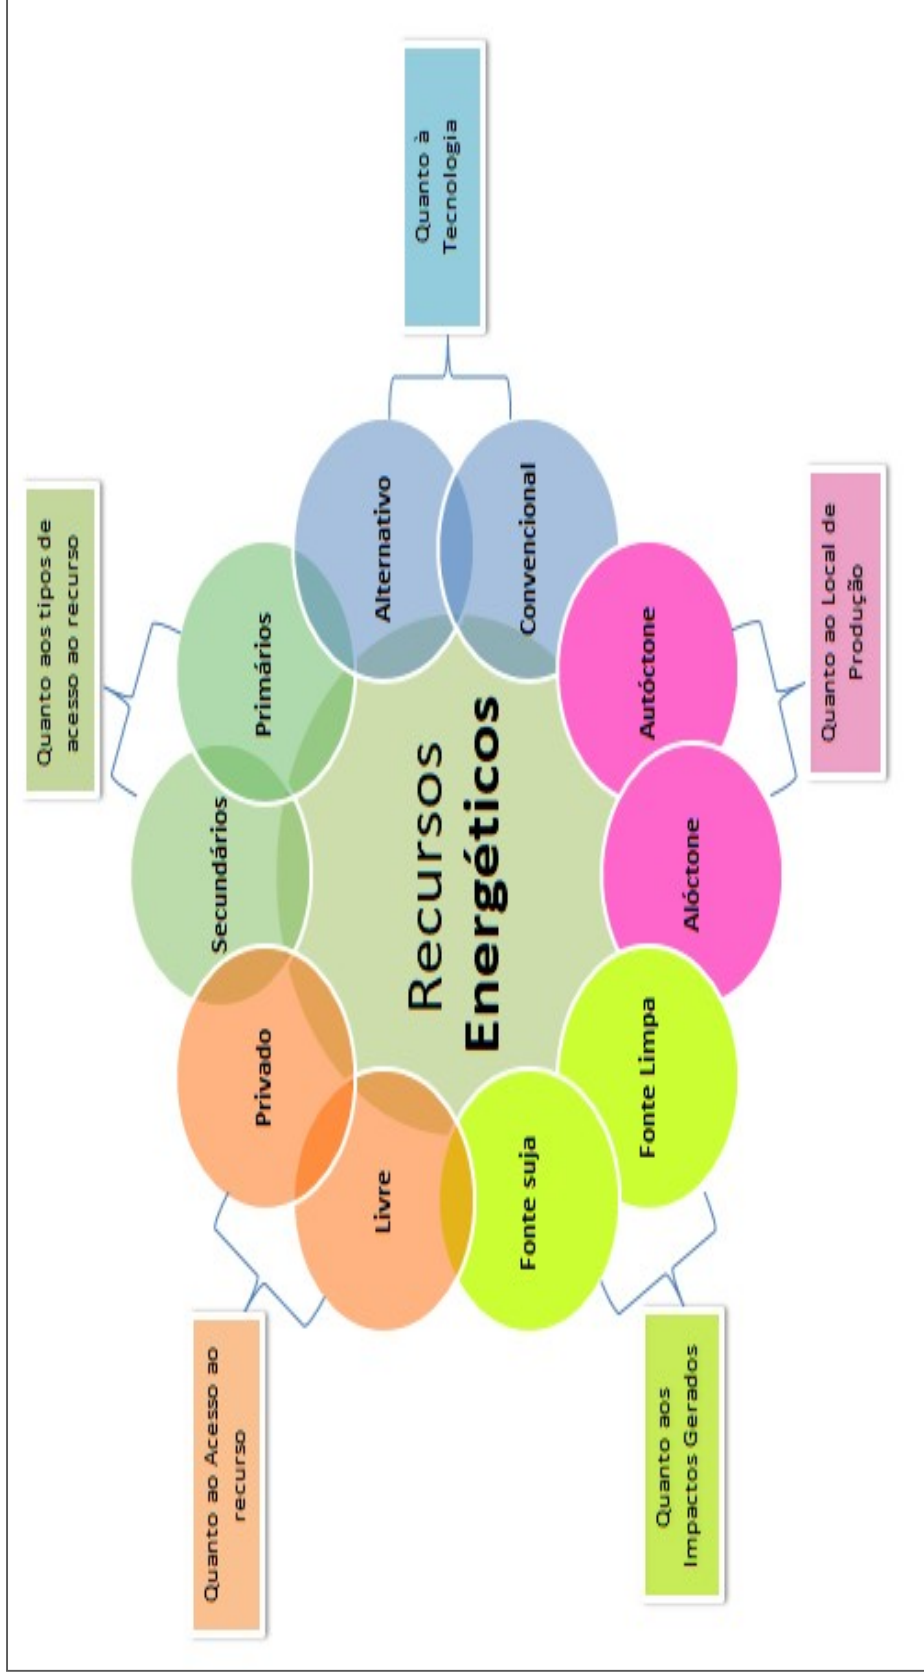 Quanto aos tipos de
acesso ao recurso
Quanto ao Acesso ao
recurso
Quanto à
Tecnologia
Quanto ao Local de
Produção
Quanto aos
Impactos Gerados
Recursos
Energéticos
Secundários
Primários
Alternativo
Convencional
Autóctone
Alóctone
Fonte Limpa
Fonte suja
Livre
Privado